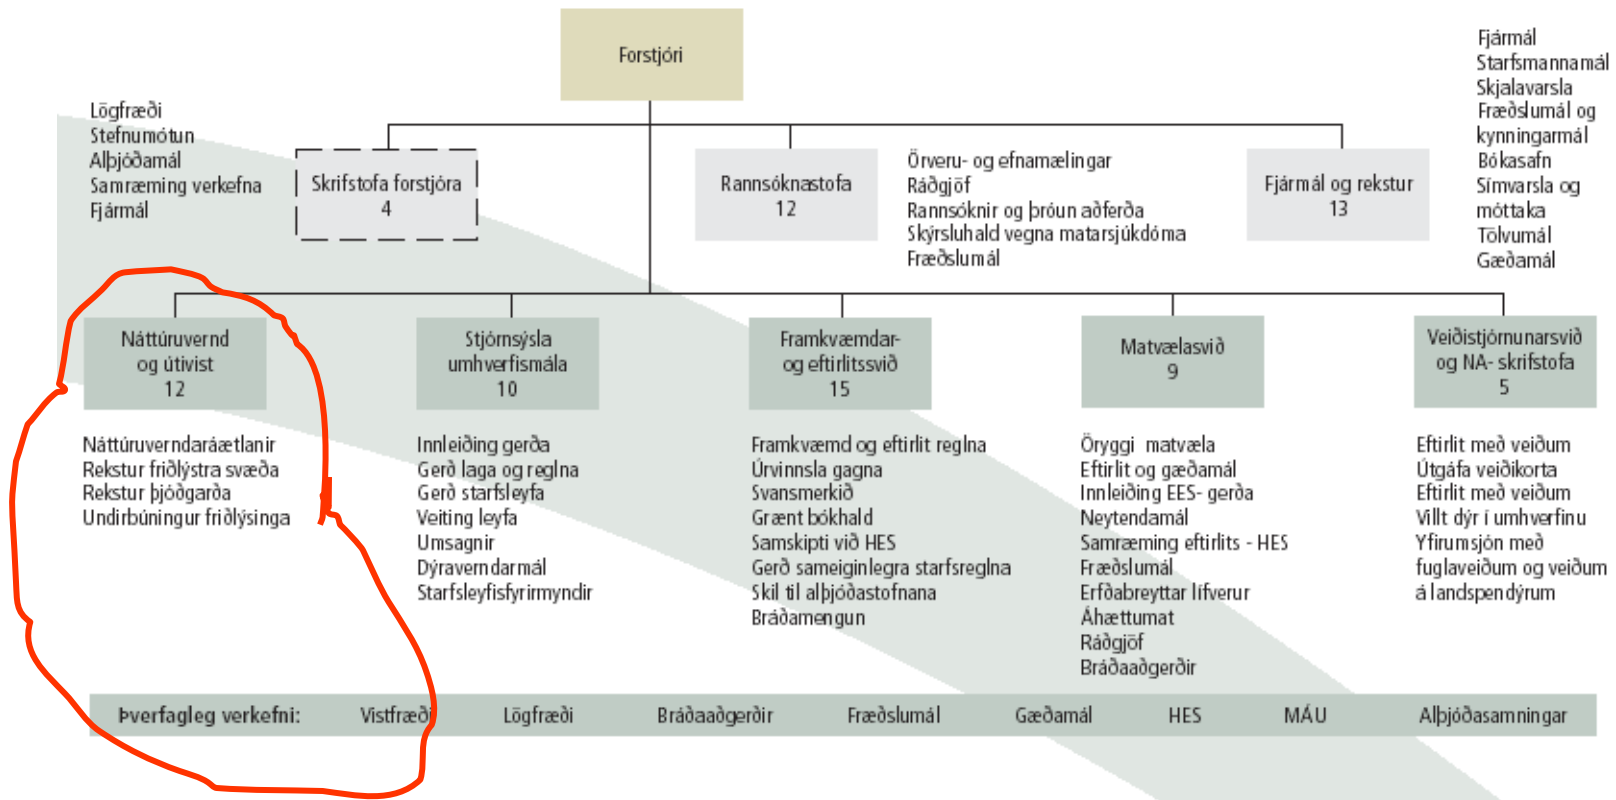 Forstjóri
Lögfræði
Stefnumótun
Alþjóðamál
Samræming verkefna
Fjármál
Skrifstofa forstjóra
4
Rannsóknastofa
12
Örveru- og efnamælingar
Ráðgjöf
Rannsóknir og þróun aðferða
Skýrsluhald vegna matarsjúkdóma
Fræðslumál
Fjármál og rekstur
13
Fjármál
Starfsmannamál
Skjalavarsla
Fræðslumál og
kynningarmál
Bókasafn
Símvarsla og
móttaka
Tölvumál
Gæðamál
Náttúruvernd
og útivist
12
Náttúruverndaráætlanir
Rekstur friðlýstra svæða
Rekstur þjóðgarða
Undirbúningur friðlýsinga
Stjórnsýsla
umhverfismála
10
Innleiðing gerða
Gerð laga og reglna
Gerð starfsleyfa
Veiting leyfa
Umsagnir
Dýraverndarmál
Starfsleyfisfyrirmyndir
Framkvæmdar-
og eftirlitssvið
15
Framkvæmd og eftirlit reglna
Úrvinnsla gagna
Svansmerkið
Grænt bókhald
Samskipti við HES
Gerð sameiginlegra starfsreglna
Skil til alþjóðastofnana
Bráðamengun
Matvælasvið
9
Öryggi matvæla
Eftirlit og gæðamál
Innleiðing EES- gerða
Neytendamál
Samræming eftirlits - HES
Fræðslumál
Erfðabreyttar lífverur
Áhættumat
Ráðgjöf
Bráðaaðgerðir
Veiðistjórnunarsvið
og NA- skrifstofa
5
Eftirlit með veiðum
Útgáfa veiðikorta
Eftirlit með veiðum
Villt dýr í umhverfinu
Yfirumsjón með
fuglaveiðum og veiðum
á landspendýrum
Þverfagleg verkefni: Vistfræði Lögfræði Bráðaaðgerðir Fræðslumál Gæðamál HES MÁU Alþjóðasamningar